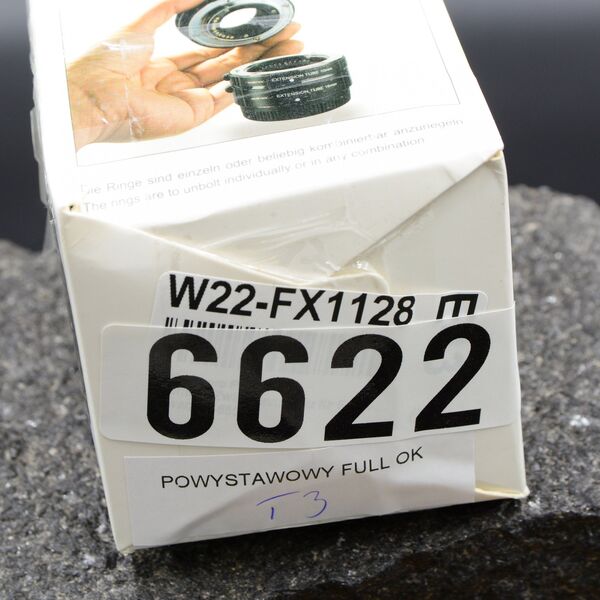 EXTENSION TUBE
EXTENSION TUBE
Die Ringe sind einzeln oder beliebig kombinierbar anzuriegeln
The rings are to unbolt individually or in any combination
W22-FX1128
6622
POWYSTAWOWY FULL OK
T3